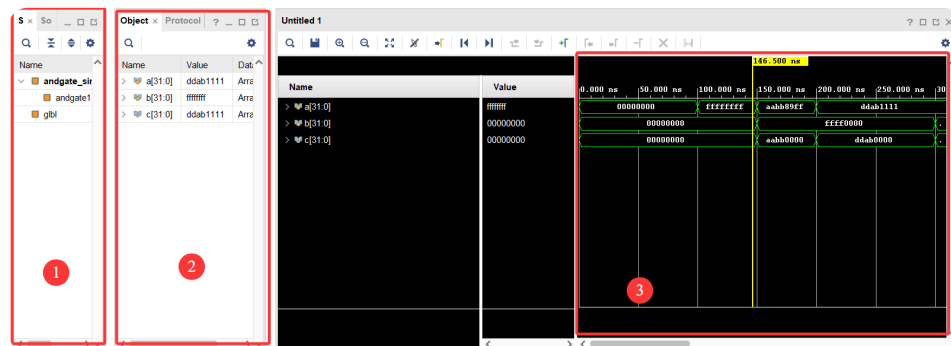 S × So
Object × Protocol ?
Untitled 1
Name
andgate_sir
andgate1
glbl
Name Value Data
a[31:0] ddab1111 Arra
b[31:0] ffffffff Arra
c[31:0] ddab1111 Arra
Name Value
a[31:0] ffffffff
b[31:0] 00000000
c[31:0] 00000000
146.500 ns
0.000 ns 50.000 ns 100.000 ns 150.000 ns 200.000 ns 250.000 ns 30
00000000 ffffffff aabb89ff ddab1111
00000000 ffff0000
00000000 aabb0000 ddab0000
1
2
3